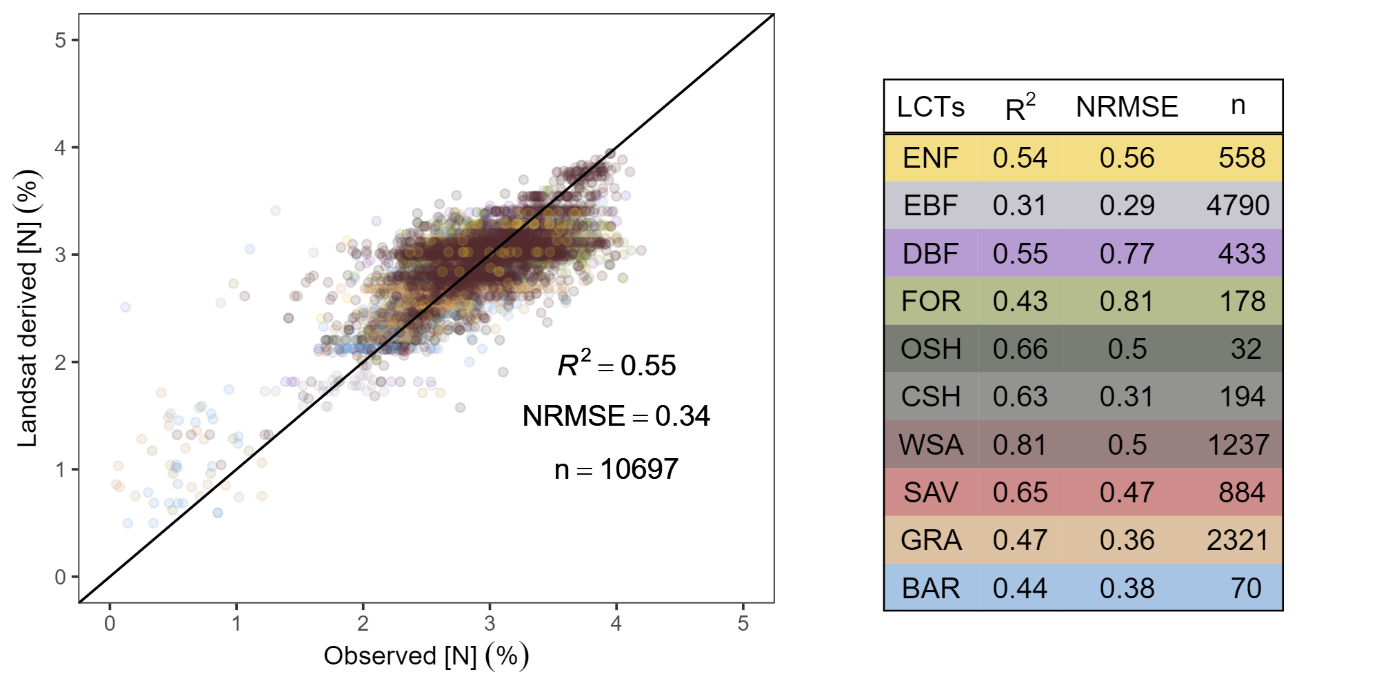 5
4
3
2
1
0
0 1 2 3 4 5
Landsat derived [N] (%)
Observed [N] (%)
R² = 0.55
NRMSE = 0.34
n = 10697
LCTs R² NRMSE n
ENF 0.54 0.56 558
EBF 0.31 0.29 4790
DBF 0.55 0.77 433
FOR 0.43 0.81 178
OSH 0.66 0.5 32
CSH 0.63 0.31 194
WSA 0.81 0.5 1237
SAV 0.65 0.47 884
GRA 0.47 0.36 2321
BAR 0.44 0.38 70